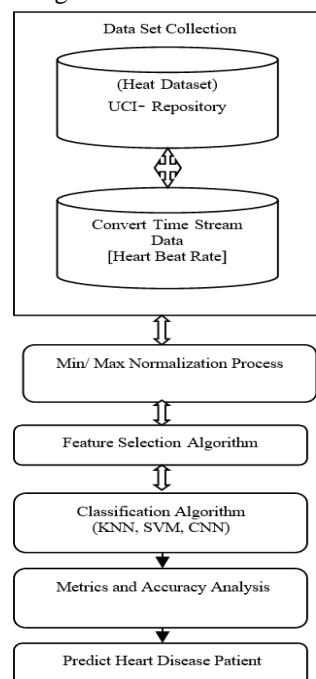 Data Set Collection
(Heat Dataset)
UCI- Repository
Convert Time Stream
Data
[Heart Beat Rate]
Min/ Max Normalization Process
Feature Selection Algorithm
Classification Algorithm
(KNN, SVM, CNN)
Metrics and Accuracy Analysis
Predict Heart Disease Patient